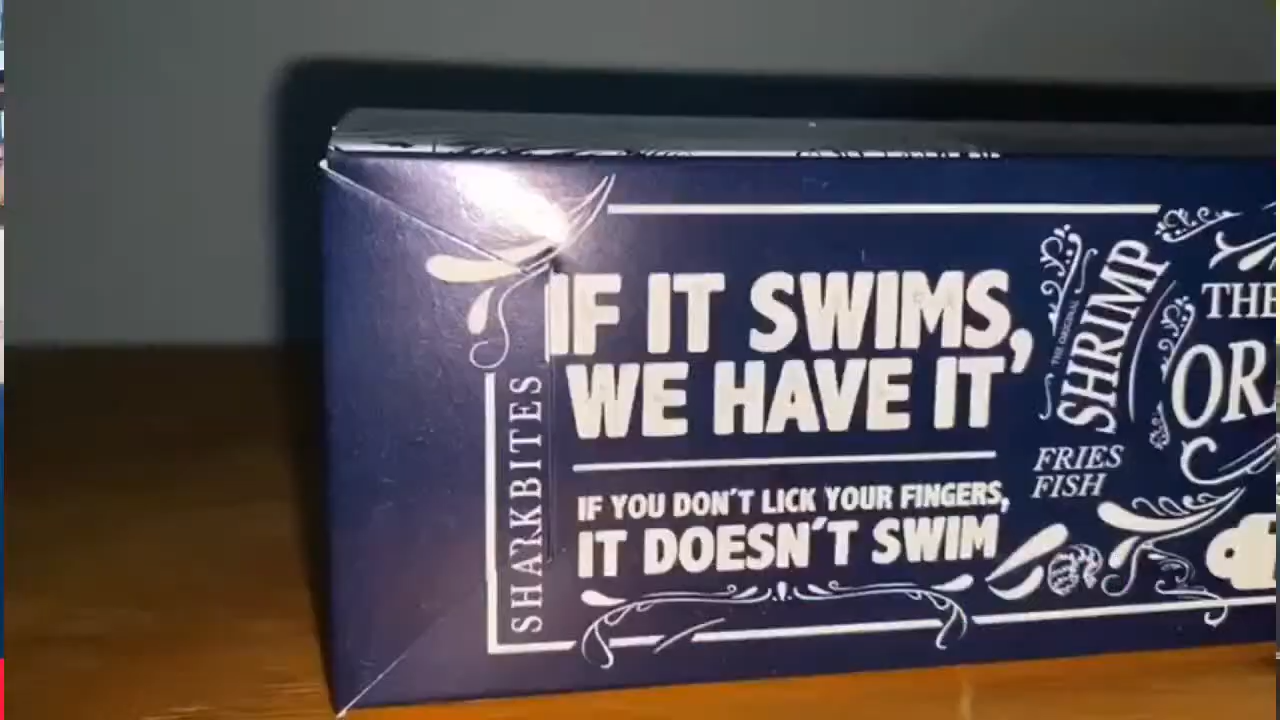 IF IT SWIMS,
WE HAVE IT'
IF YOU DON'T LICK YOUR FINGERS,
IT DOESN'T SWIM
SHARKBITES
THE ORIGINAL
SHRIMP
FRIES
FISH
THE